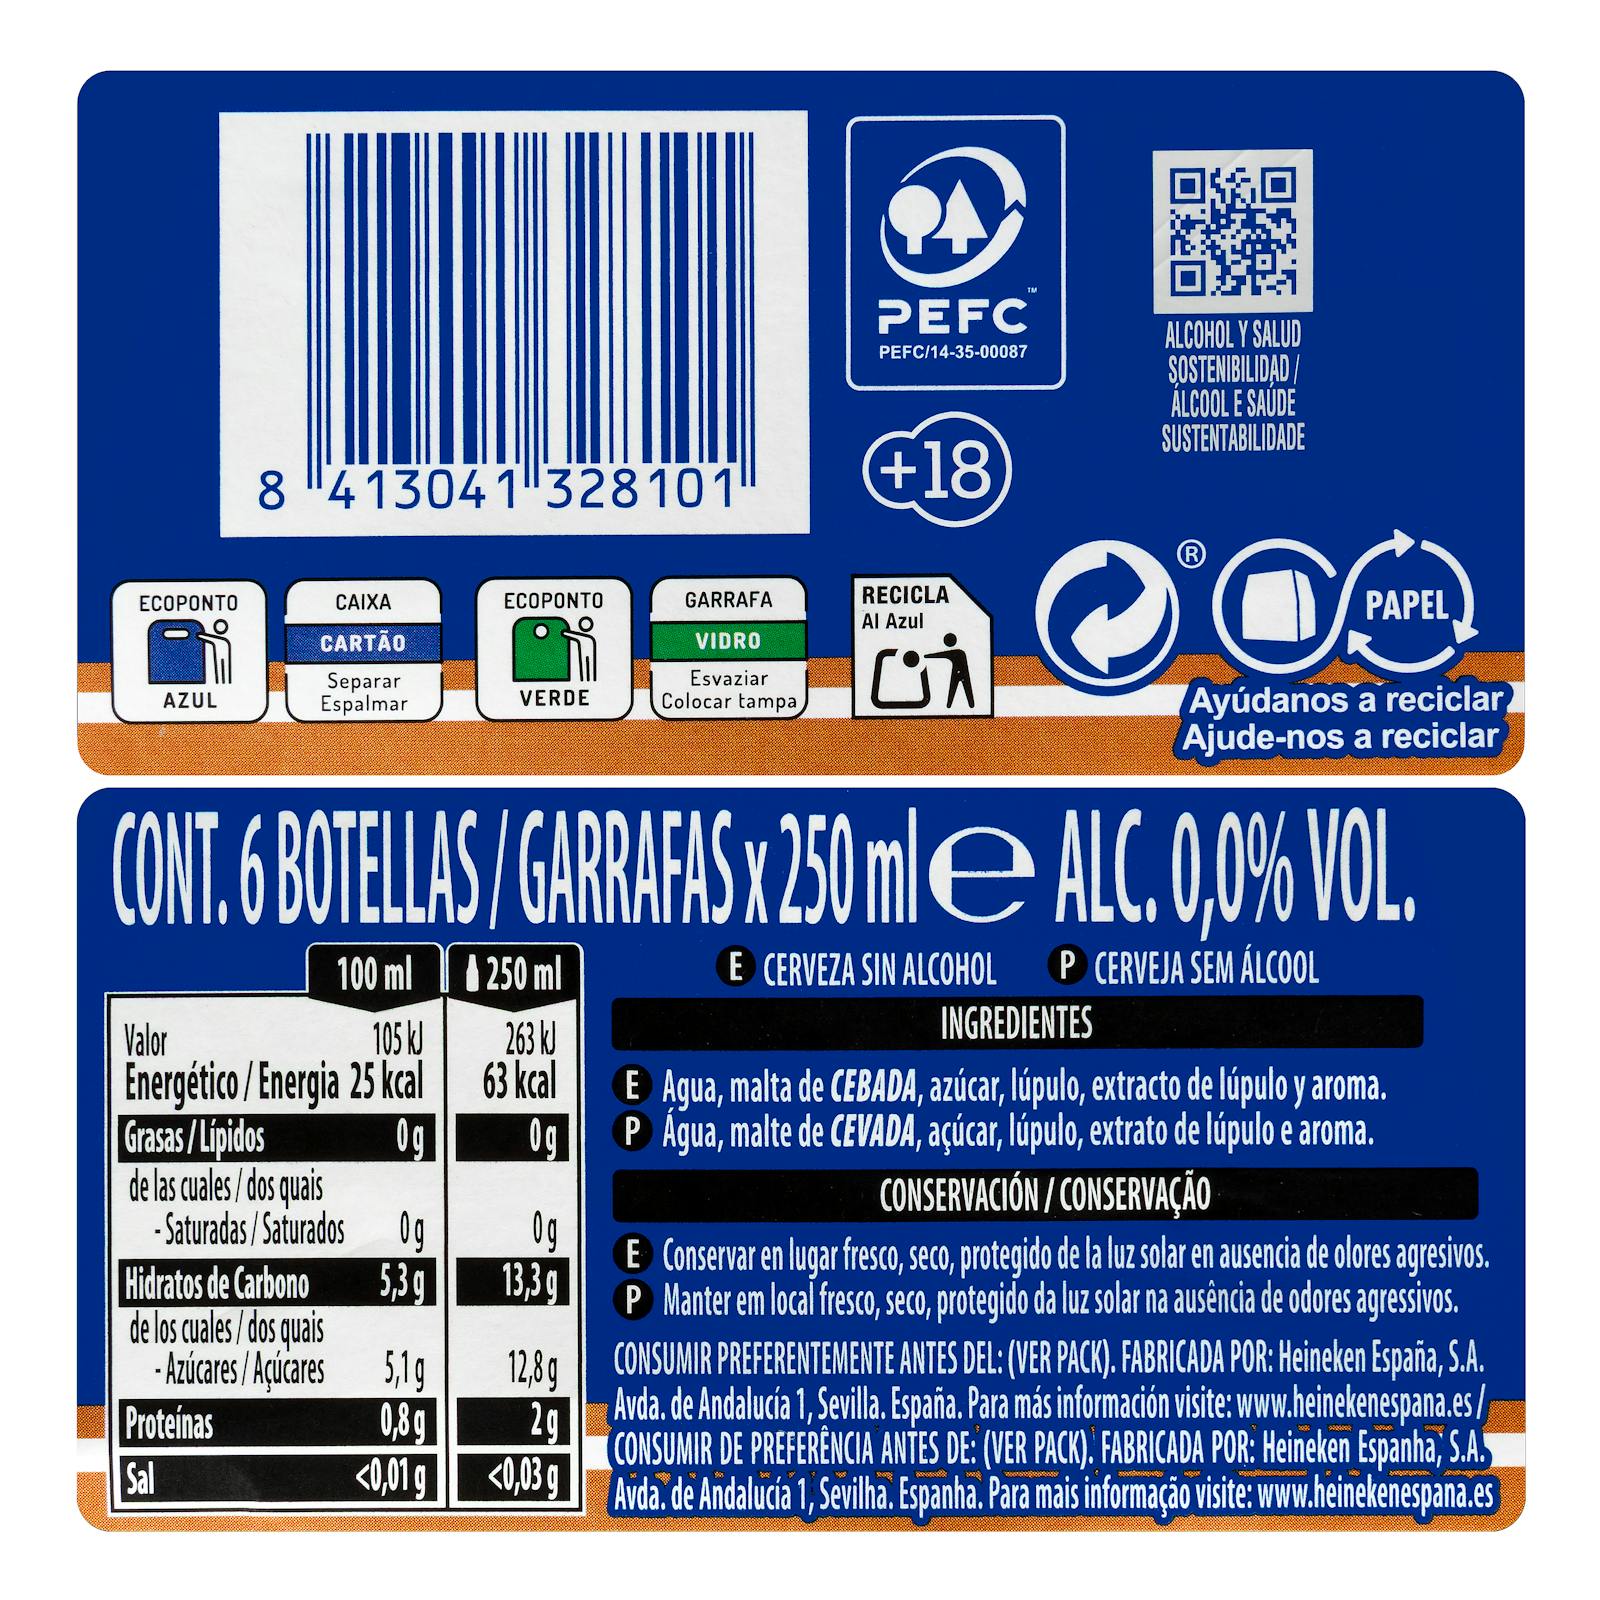 8 413041 328101
PEFC™
PEFC/14-35-00087
+18
ALCOHOL Y SALUD
SOSTENIBILIDAD /
ÁLCOOL E SAÚDE
SUSTENTABILIDADE
ECOPONTO
AZUL
CAIXA
CARTÃO
Separar
Espalmar
ECOPONTO
VERDE
GARRAFA
VIDRO
Esvaziar
Colocar tampa
RECICLA
Al Azul
®
PAPEL
Ayúdanos a reciclar
Ajude-nos a reciclar
CONT. 6 BOTELLAS / GARRAFAS x 250 ml e ALC. 0,0% VOL.
100 ml 250 ml
Valor 105 kJ 263 kJ
Energético / Energia 25 kcal 63 kcal
Grasas / Lípidos 0 g 0 g
de las cuales / dos quais
- Saturadas / Saturados 0 g 0 g
Hidratos de Carbono 5,3 g 13,3 g
de los cuales / dos quais
- Azúcares / Açúcares 5,1 g 12,8 g
Proteínas 0,8 g 2 g
Sal <0,01 g <0,03 g
E CERVEZA SIN ALCOHOL P CERVEJA SEM ÁLCOOL
INGREDIENTES
E Agua, malta de CEBADA, azúcar, lúpulo, extracto de lúpulo y aroma.
P Água, malte de CEVADA, açúcar, lúpulo, extrato de lúpulo e aroma.
CONSERVACIÓN / CONSERVAÇÃO
E Conservar en lugar fresco, seco, protegido de la luz solar en ausencia de olores agresivos.
P Manter em local fresco, seco, protegido da luz solar na ausência de odores agressivos.
CONSUMIR PREFERENTEMENTE ANTES DEL: (VER PACK). FABRICADA POR: Heineken España, S.A.
Avda. de Andalucía 1, Sevilla. España. Para más información visite: www.heinekenespana.es /
CONSUMIR DE PREFERÊNCIA ANTES DE: (VER PACK). FABRICADA POR: Heineken Espanha, S.A.
Avda. de Andalucía 1, Sevilha. Espanha. Para mais informação visite: www.heinekenespana.es